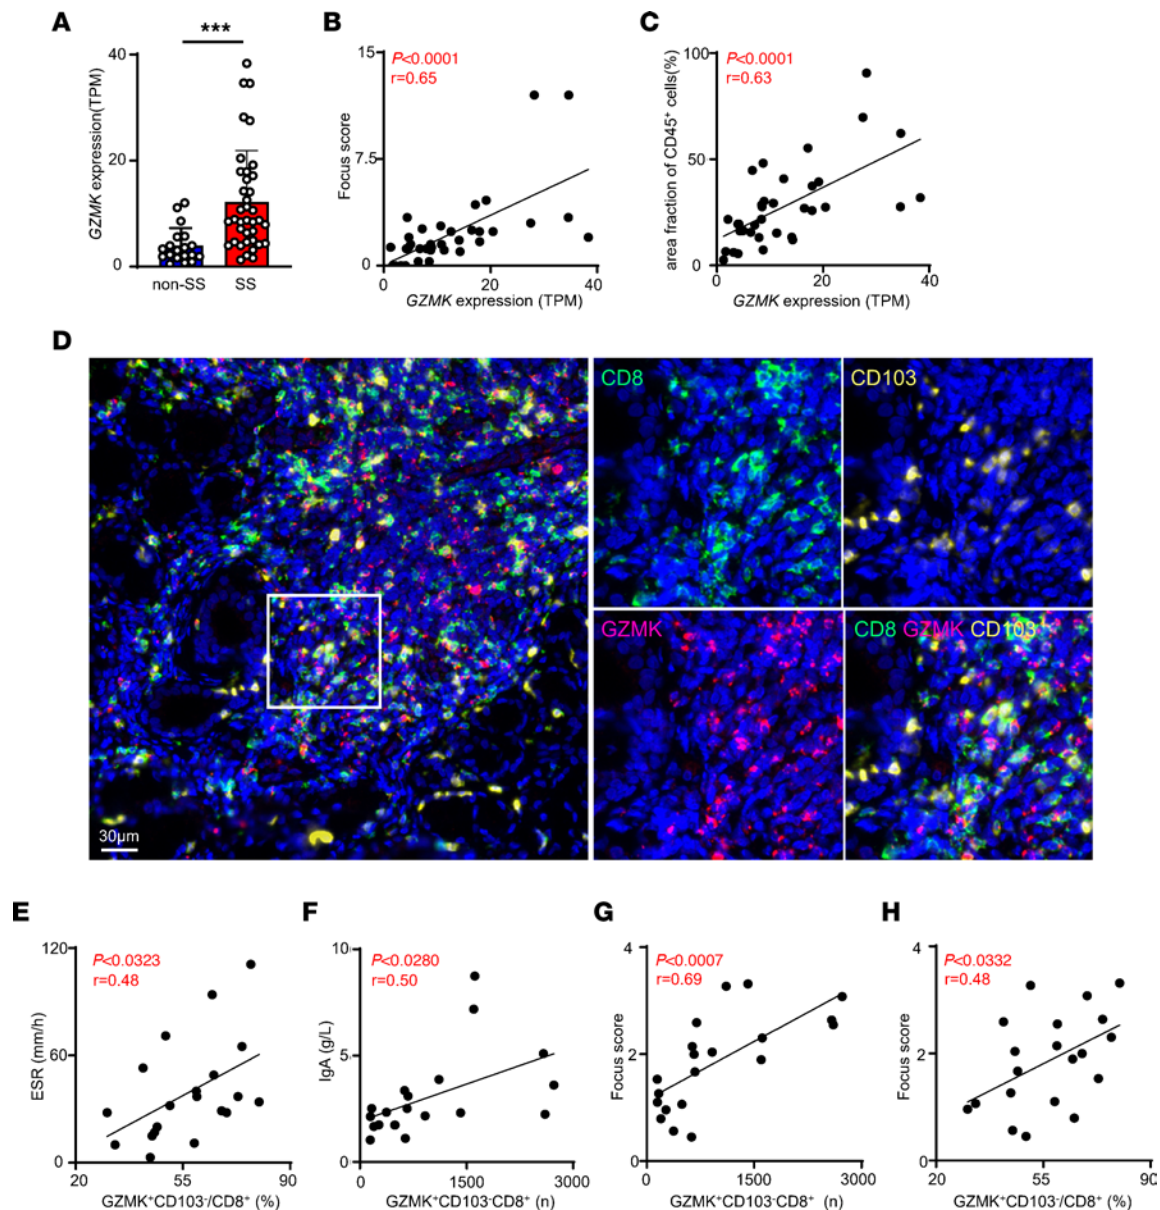 A
***
GZMK expression(TPM)
40
20
0
non-SS
SS
B
P<0.0001
r=0.65
Focus score
15
7.5
0
0
20
40
GZMK expression (TPM)
C
P<0.0001
r=0.63
area fraction of CD45⁺ cells(%)
100
50
0
0
20
40
GZMK expression (TPM)
D
30μm
CD8
CD103
GZMK
CD8 GZMK CD103
E
P<0.0323
r=0.48
ESR (mm/h)
120
60
0
20
55
90
GZMK⁺CD103⁻/CD8⁺ (%)
F
P<0.0280
r=0.50
IgA (g/L)
10
5
0
0
1500
3000
GZMK⁺CD103⁻CD8⁺ (n)
G
P<0.0007
r=0.69
Focus score
4
2
0
0
1500
3000
GZMK⁺CD103⁻CD8⁺ (n)
H
P<0.0332
r=0.48
Focus score
4
2
0
20
55
90
GZMK⁺CD103⁻/CD8⁺ (%)